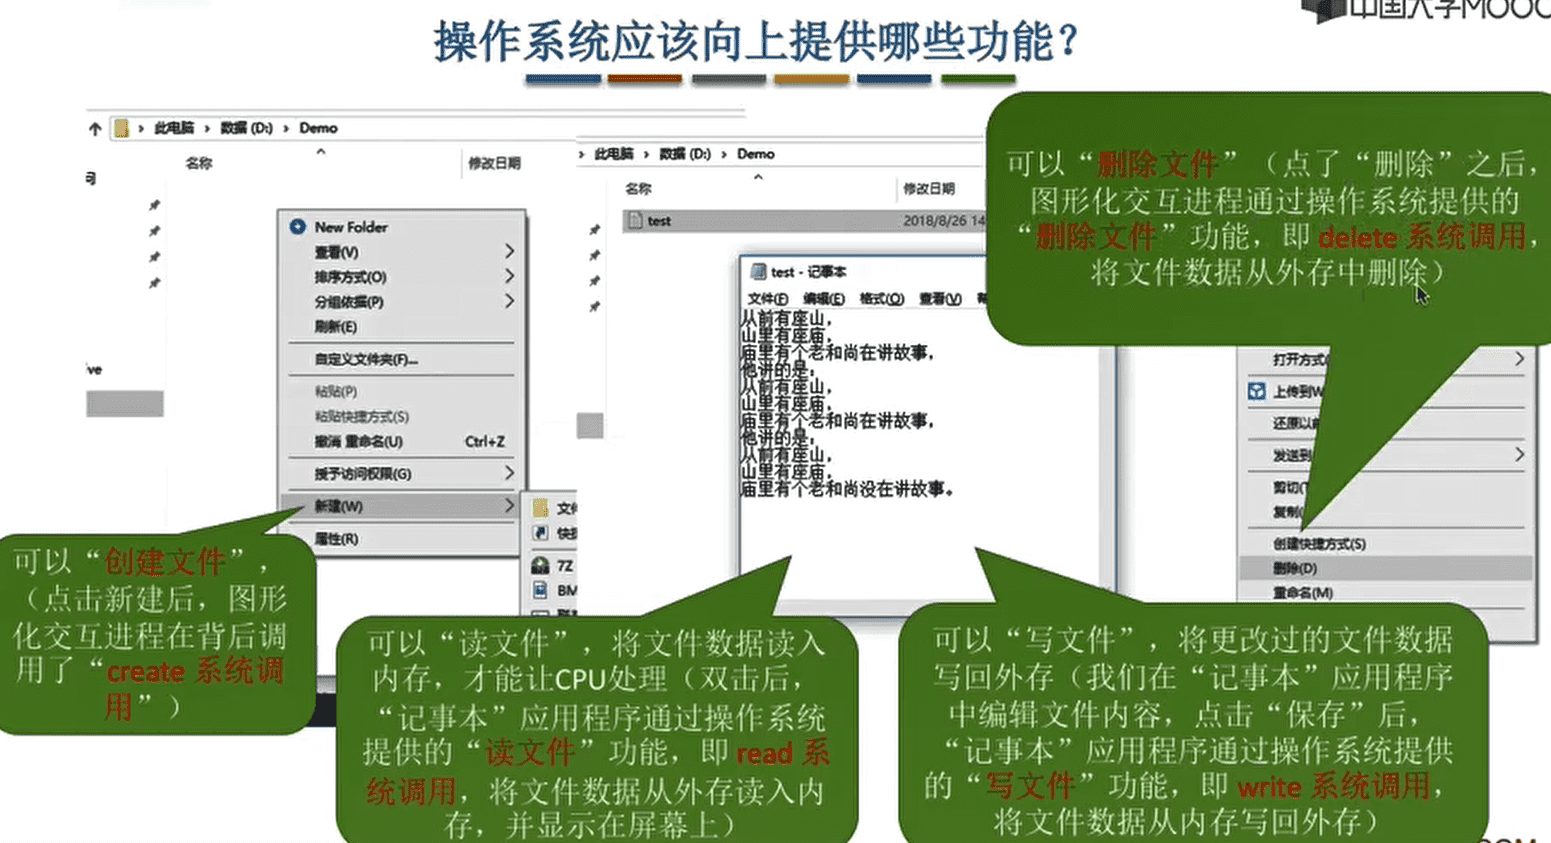 中国大学MOOC
操作系统应该向上提供哪些功能？
此电脑 › 数据 (D:) › Demo
名称
修改日期
New Folder
查看(V)
排序方式(O)
分组依据(P)
刷新(E)
自定义文件夹(F)...
粘贴(P)
粘贴快捷方式(S)
撤消 重命名(U) Ctrl+Z
授予访问权限(G)
新建(W)
属性(R)
文件
快捷
7Z
BM
› 此电脑 › 数据 (D:) › Demo
名称
修改日期
test 2018/8/26 14
test - 记事本
文件(F) 编辑(E) 格式(O) 查看(V) 帮
从前有座山，
山里有座庙，
庙里有个老和尚在讲故事，
他讲的是：
从前有座山，
山里有座庙，
庙里有个老和尚在讲故事，
他讲的是：
从前有座山，
山里有座庙，
庙里有个老和尚没在讲故事。
可以“删除文件”（点了“删除”之后，
图形化交互进程通过操作系统提供的
“删除文件”功能，即 delete 系统调用，
将文件数据从外存中删除）
打开方式(
上传到W
还原以前
发送到
剪切(T
复制(
创建快捷方式(S)
删除(D)
重命名(M)
可以“创建文件”，
（点击新建后，图形
化交互进程在背后调
用了“create 系统调
用”）
可以“读文件”，将文件数据读入
内存，才能让CPU处理（双击后，
“记事本”应用程序通过操作系统
提供的“读文件”功能，即 read 系
统调用，将文件数据从外存读入内
存，并显示在屏幕上）
可以“写文件”，将更改过的文件数据
写回外存（我们在“记事本”应用程序
中编辑文件内容，点击“保存”后，
“记事本”应用程序通过操作系统提供
的“写文件”功能，即 write 系统调用，
将文件数据从内存写回外存）